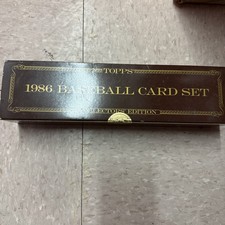 TOPPS
1986 BASEBALL CARD SET
COLLECTORS' EDITION